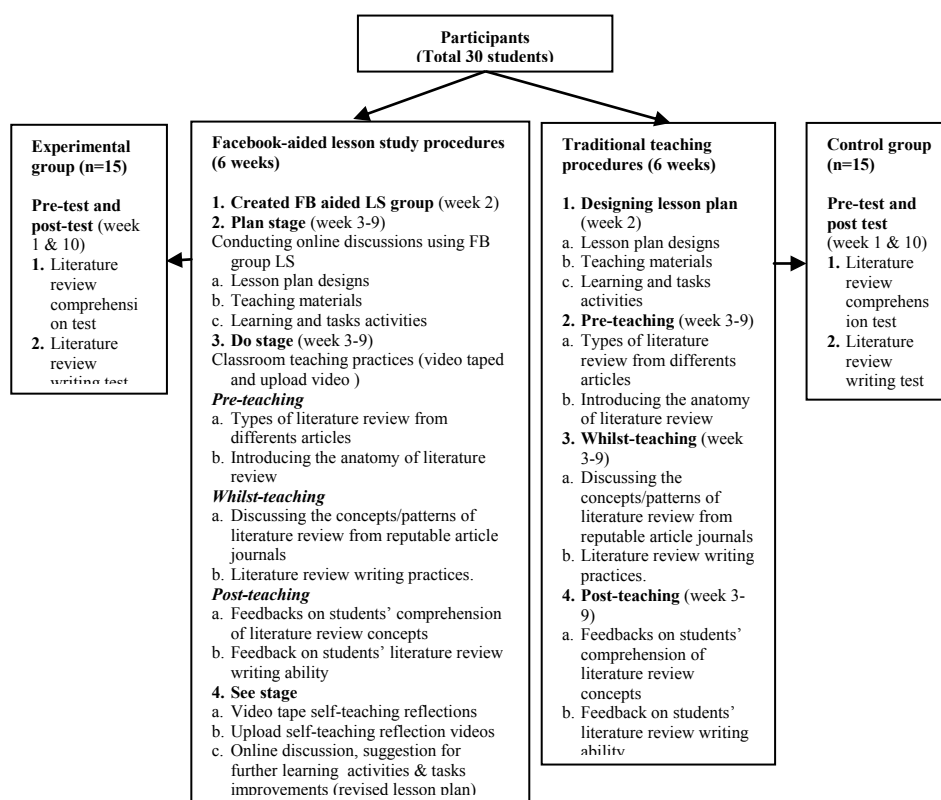 Participants
(Total 30 students)
Experimental
group (n=15)
Pre-test and
post-test (week
1 & 10)
1. Literature
review
comprehensi
on test
2. Literature
review
writing test
Facebook-aided lesson study procedures
(6 weeks)
1. Created FB aided LS group (week 2)
2. Plan stage (week 3-9)
Conducting online discussions using FB
group LS
a. Lesson plan designs
b. Teaching materials
c. Learning and tasks activities
3. Do stage (week 3-9)
Classroom teaching practices (video taped
and upload video )
Pre-teaching
a. Types of literature review from
differents articles
b. Introducing the anatomy of literature
review
Whilst-teaching
a. Discussing the concepts/patterns of
literature review from reputable article
journals
b. Literature review writing practices.
Post-teaching
a. Feedbacks on students’ comprehension
of literature review concepts
b. Feedback on students’ literature review
writing ability
4. See stage
a. Video tape self-teaching reflections
b. Upload self-teaching reflection videos
c. Online discussion, suggestion for
further learning activities & tasks
improvements (revised lesson plan)
Traditional teaching
procedures (6 weeks)
1. Designing lesson plan
(week 2)
a. Lesson plan designs
b. Teaching materials
c. Learning and tasks
activities
2. Pre-teaching (week 3-9)
a. Types of literature
review from differents
articles
b. Introducing the anatomy
of literature review
3. Whilst-teaching (week
3-9)
a. Discussing the
concepts/patterns of
literature review from
reputable article journals
b. Literature review writing
practices.
4. Post-teaching (week 3-
9)
a. Feedbacks on students’
comprehension of
literature review
concepts
b. Feedback on students’
literature review writing
ability
Control group
(n=15)
Pre-test and
post test
(week 1 & 10)
1. Literature
review
comprehens
ion test
2. Literature
review
writing test